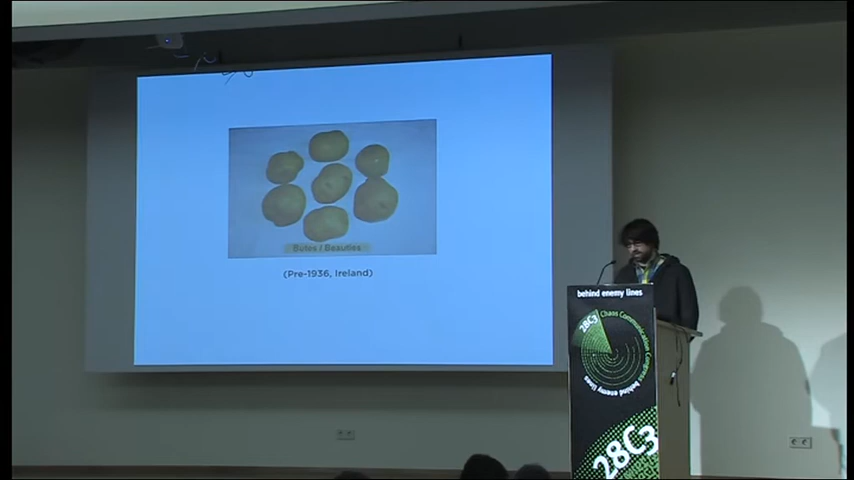 Butes / Beauties
(Pre-1936, Ireland)
behind enemy lines
28C3
Chaos Communication Congress
behind enemy lines
28C3